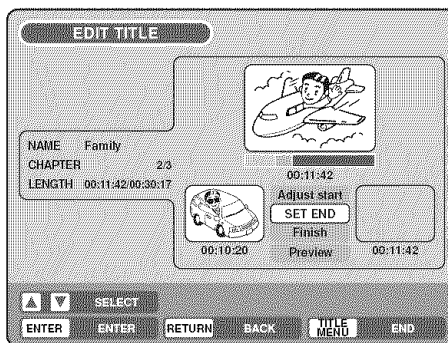 EDIT TITLE
NAME Family
CHAPTER 2/3
LENGTH 00:11:42/00:30:17
00:11:42
Adjust start
SET END
Finish
Preview
00:10:20
00:11:42
SELECT
ENTER ENTER RETURN BACK TITLE MENU END